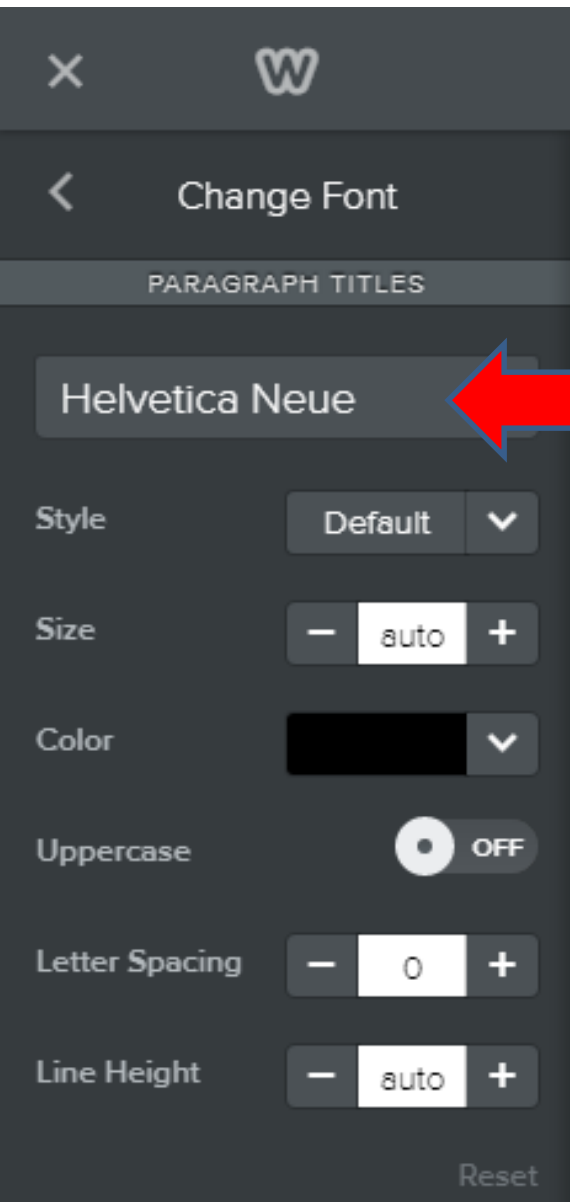 Change Font
PARAGRAPH TITLES
Helvetica Neue
Style Default
Size auto
Color
Uppercase OFF
Letter Spacing 0
Line Height auto
Reset